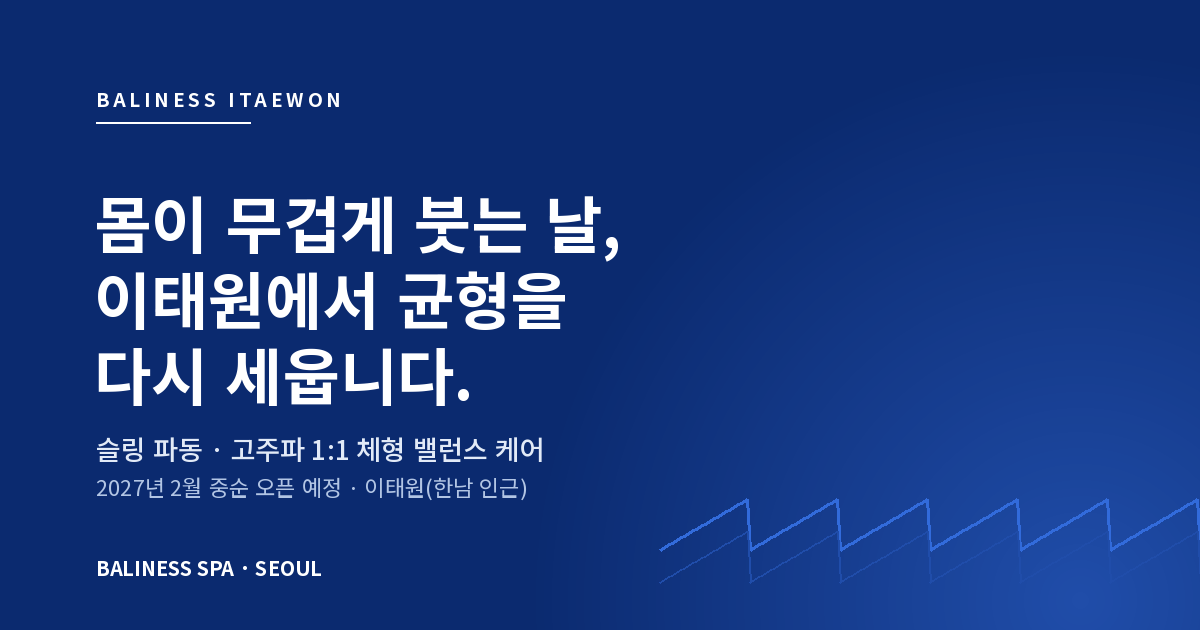 BALINESS ITAEWON
몸이 무겁게 붓는 날,
이태원에서 균형을
다시 세웁니다.
슬링 파동 · 고주파 1:1 체형 밸런스 케어
2027년 2월 중순 오픈 예정 · 이태원(한남 인근)
BALINESS SPA · SEOUL